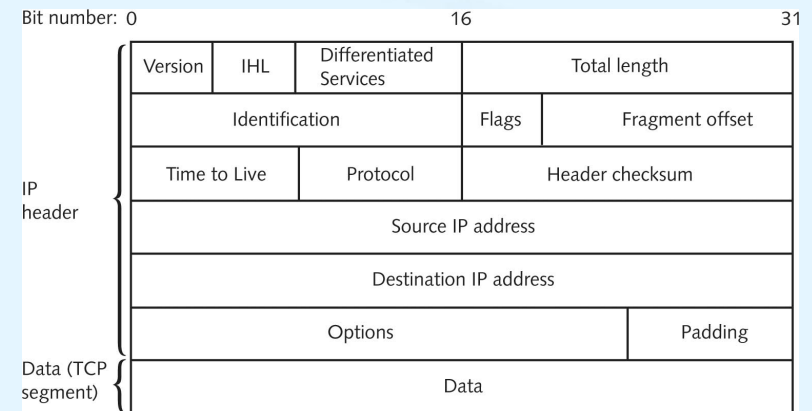 Bit number: 0 16 31
Version IHL Differentiated Services Total length
Identification Flags Fragment offset
Time to Live Protocol Header checksum
IP header
Source IP address
Destination IP address
Options Padding
Data (TCP segment)
Data